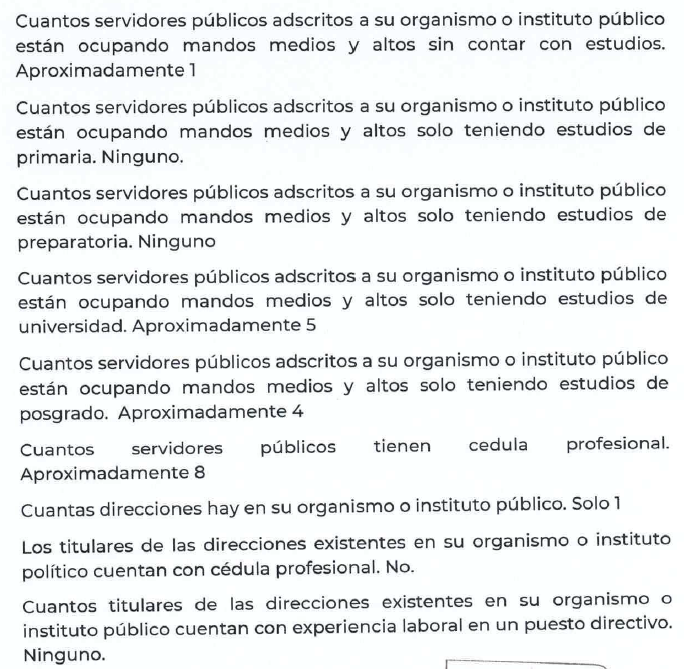 Cuantos servidores públicos adscritos a su organismo o instituto público
están ocupando mandos medios y altos sin contar con estudios.
Aproximadamente 1
Cuantos servidores públicos adscritos a su organismo o instituto público
están ocupando mandos medios y altos solo teniendo estudios de
primaria. Ninguno.
Cuantos servidores públicos adscritos a su organismo o instituto público
están ocupando mandos medios y altos solo teniendo estudios de
preparatoria. Ninguno
Cuantos servidores públicos adscritos a su organismo o instituto público
están ocupando mandos medios y altos solo teniendo estudios de
universidad. Aproximadamente 5
Cuantos servidores públicos adscritos a su organismo o instituto público
están ocupando mandos medios y altos solo teniendo estudios de
posgrado. Aproximadamente 4
Cuantos servidores públicos tienen cedula profesional.
Aproximadamente 8
Cuantas direcciones hay en su organismo o instituto público. Solo 1
Los titulares de las direcciones existentes en su organismo o instituto
político cuentan con cédula profesional. No.
Cuantos titulares de las direcciones existentes en su organismo o
instituto público cuentan con experiencia laboral en un puesto directivo.
Ninguno.